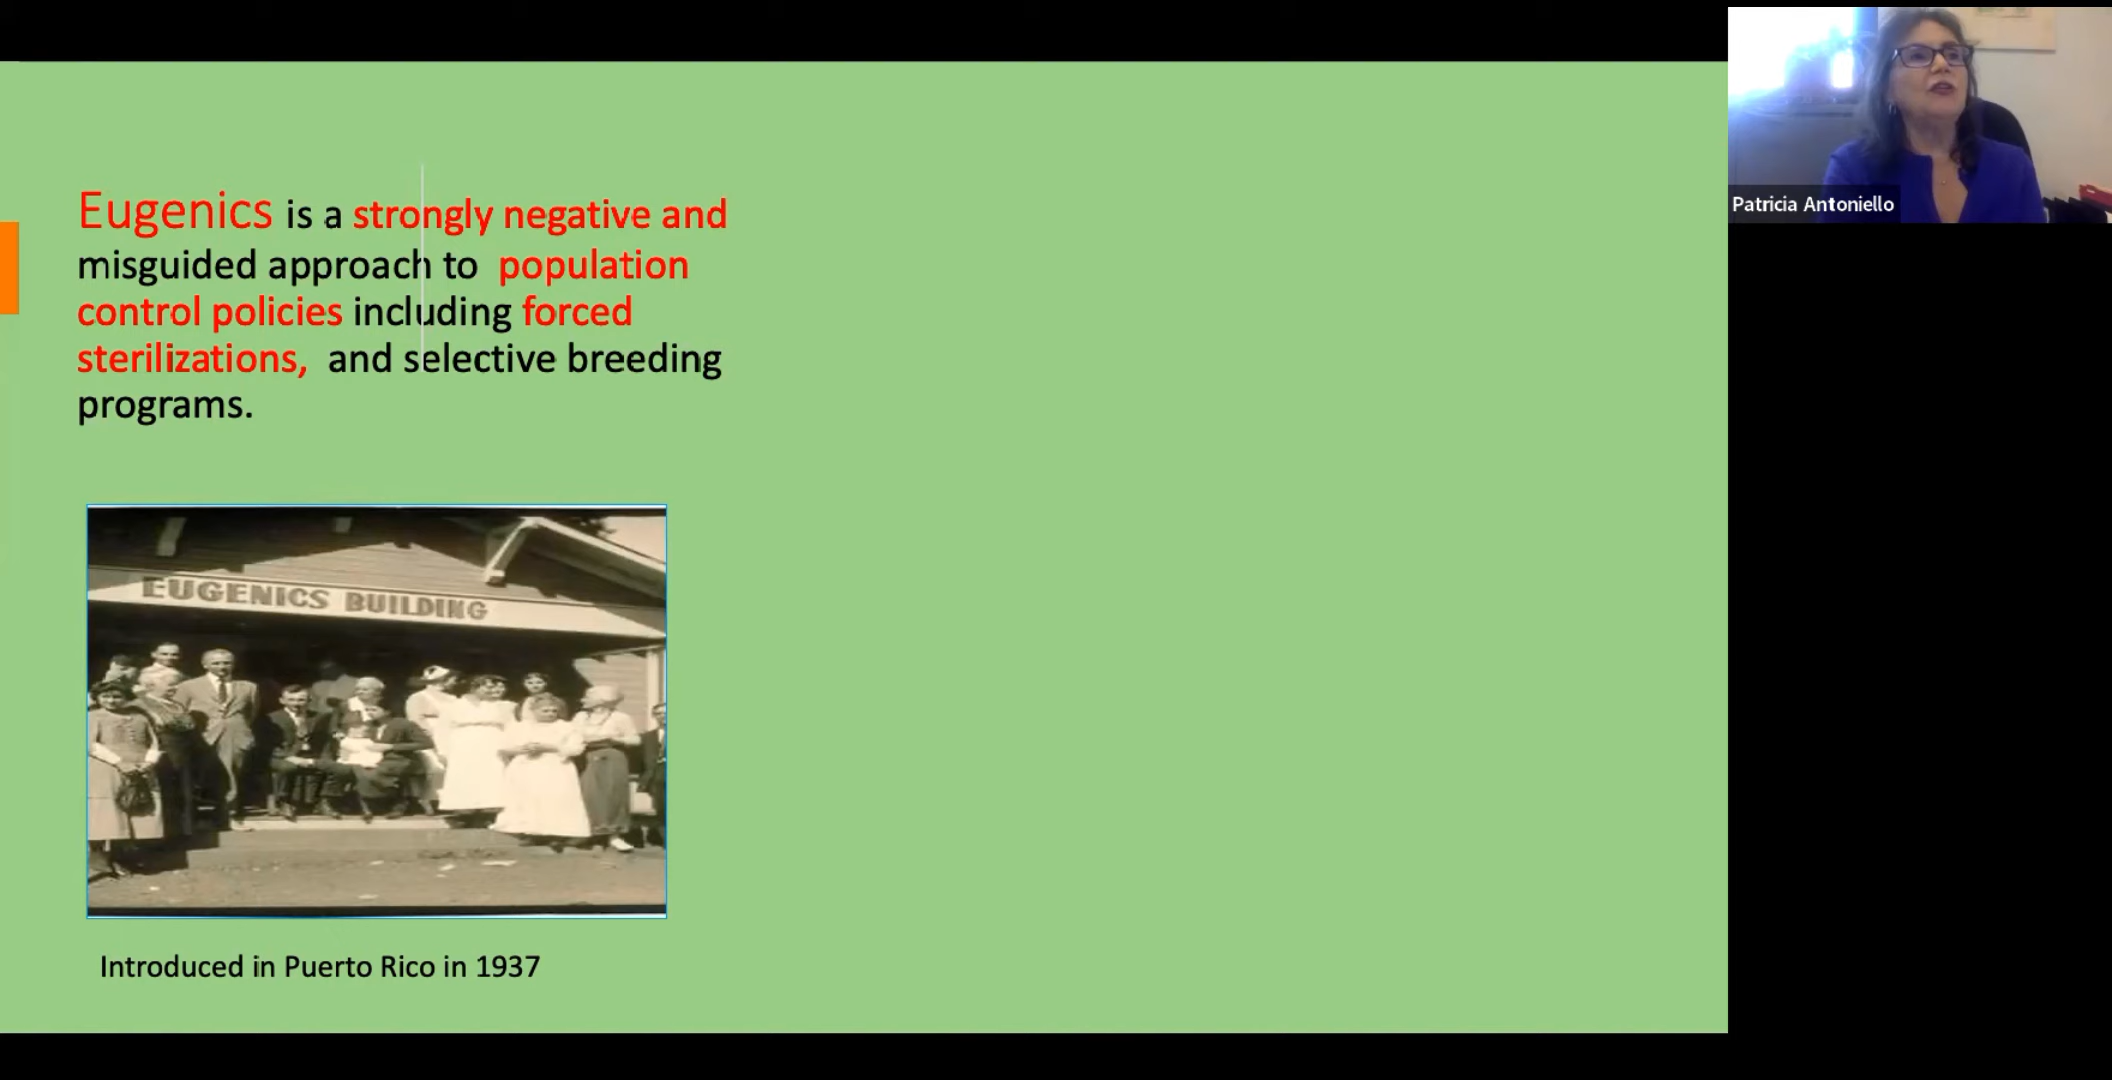 Eugenics is a strongly negative and
misguided approach to population
control policies including forced
sterilizations, and selective breeding
programs.
EUGENICS BUILDING
Introduced in Puerto Rico in 1937
Patricia Antoniello